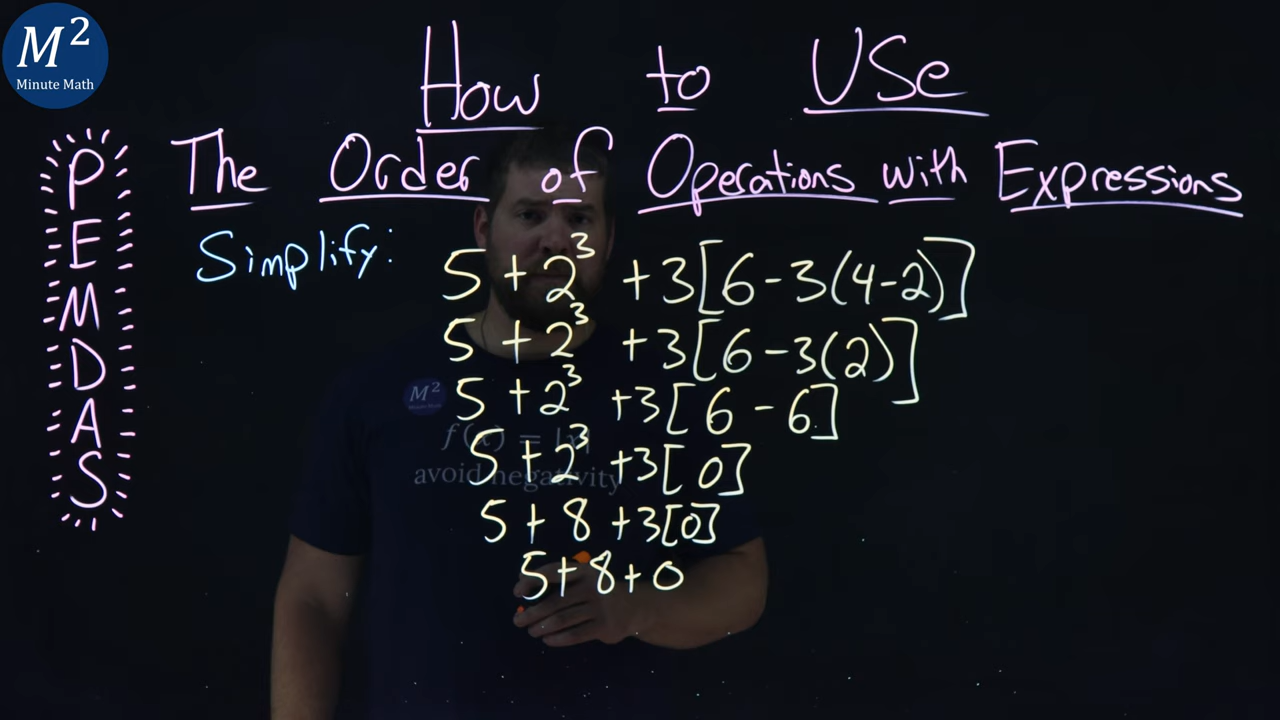 M²
Minute Math
How to Use
The Order of Operations with Expressions
P
E
M
D
A
S
Simplify:
5 + 2³ + 3[6 - 3(4 - 2)]
5 + 2³ + 3[6 - 3(2)]
5 + 2³ + 3[6 - 6]
5 + 2³ + 3[0]
5 + 8 + 3[0]
5 + 8 + 0
M²
Minute Math
f(x) = |x|
avoid negativity